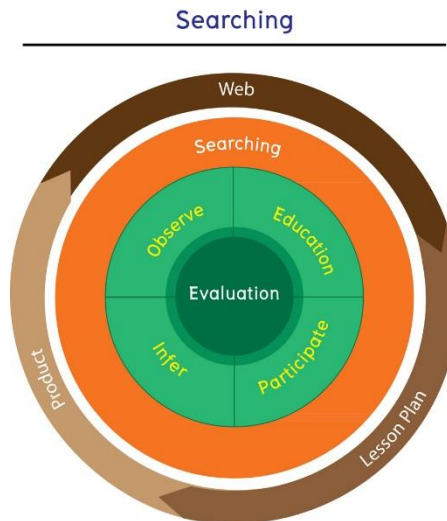 Searching
Web
Searching
Observe
Education
Evaluation
Infer
Participate
Product
Lesson Plan